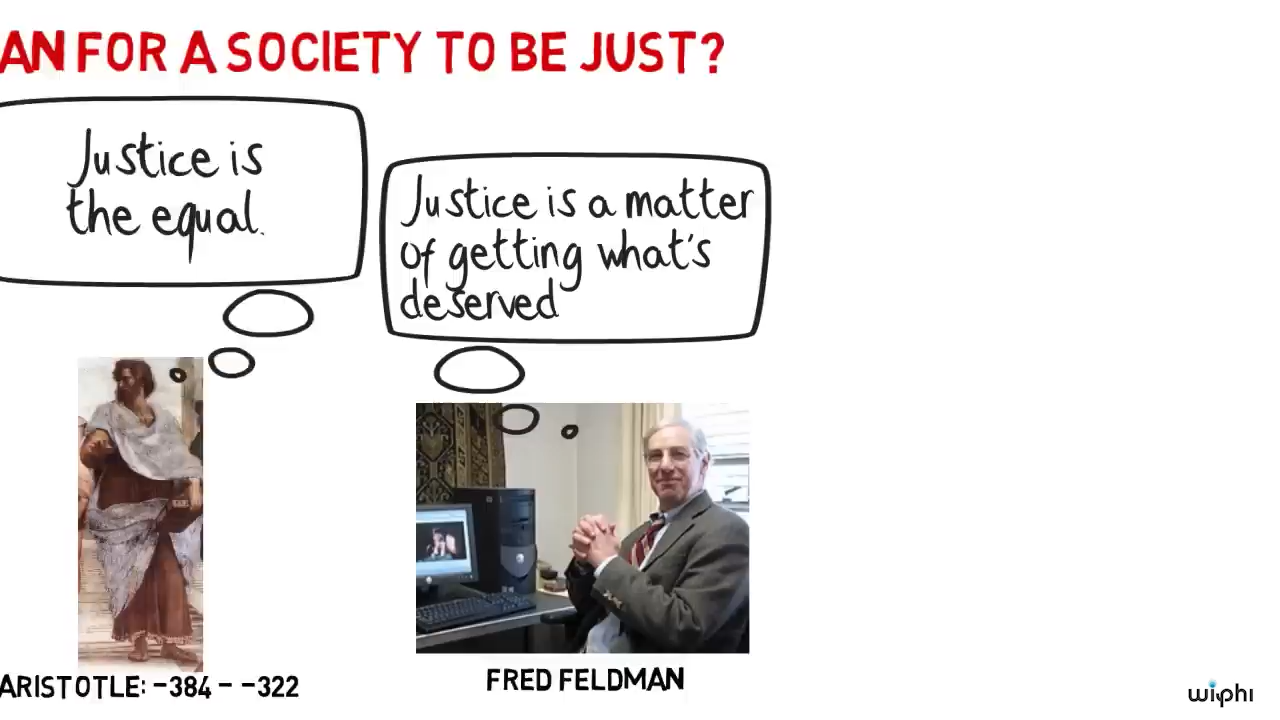 AN FOR A SOCIETY TO BE JUST?
Justice is
the equal.
Justice is a matter
of getting what's
deserved
ARISTOTLE: -384 - -322
FRED FELDMAN
wiphi